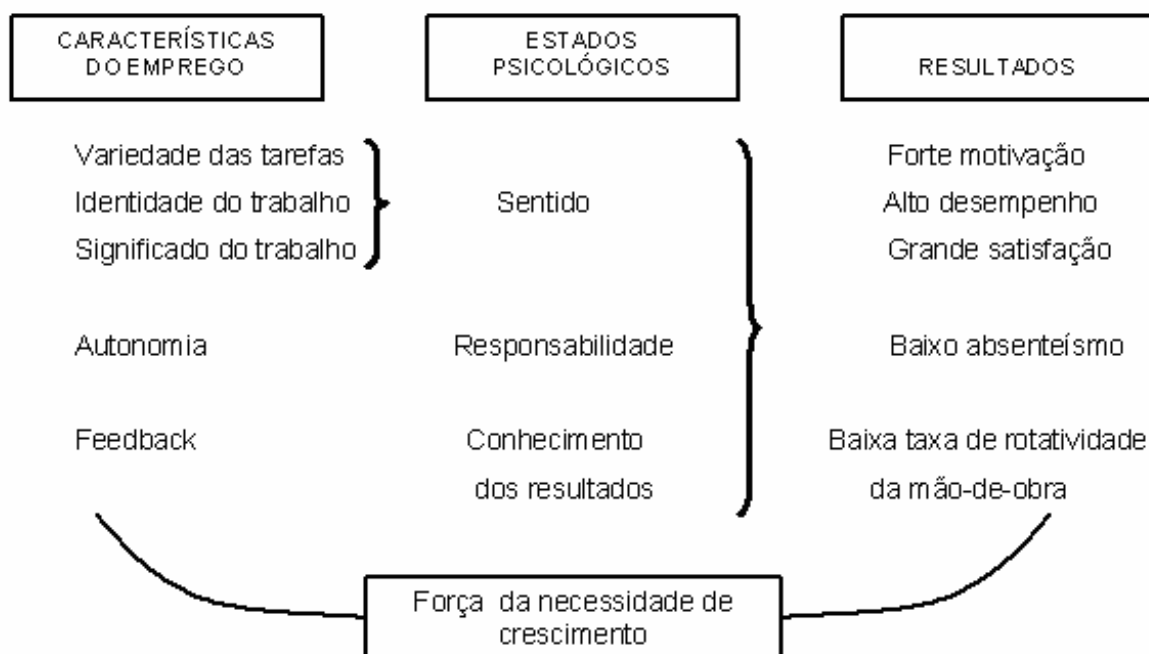 CARACTERÍSTICAS
DO EMPREGO
ESTADOS
PSICOLÓGICOS
RESULTADOS
Variedade das tarefas
Identidade do trabalho
Significado do trabalho
Sentido
Forte motivação
Alto desempenho
Grande satisfação
Autonomia
Responsabilidade
Baixo absenteísmo
Feedback
Conhecimento
dos resultados
Baixa taxa de rotatividade
da mão-de-obra
Força da necessidade de
crescimento